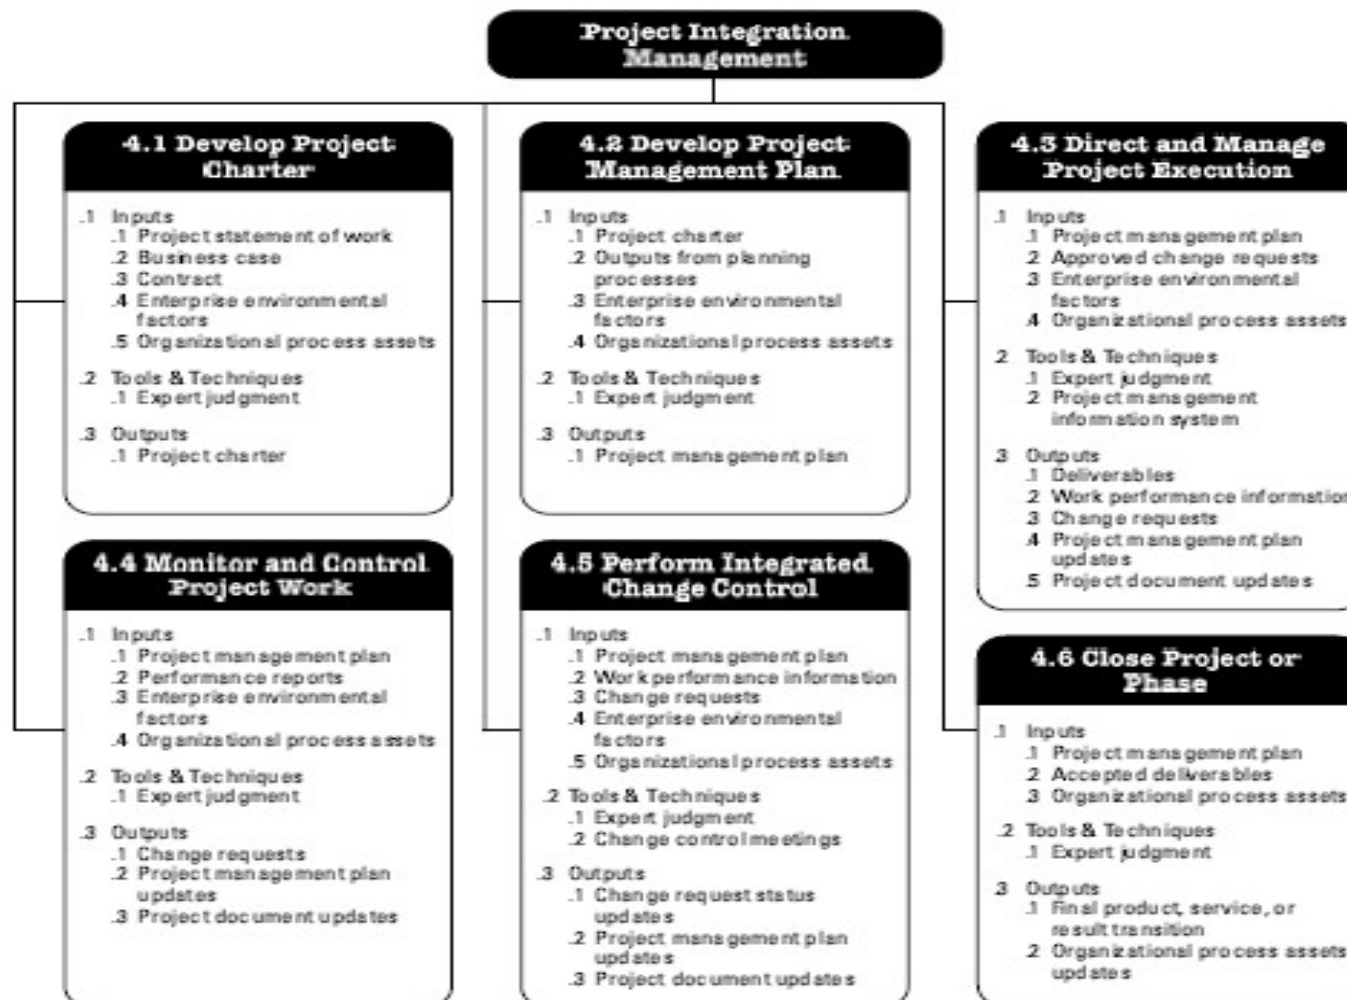 Project Integration
Management
4.1 Develop Project
Charter
.1 Inputs
.1 Project statement of work
.2 Business case
.3 Contract
.4 Enterprise environmental
factors
.5 Organizational process assets
.2 Tools & Techniques
.1 Expert judgment
.3 Outputs
.1 Project charter
4.2 Develop Project
Management Plan
.1 Inputs
.1 Project charter
.2 Outputs from planning
processes
.3 Enterprise environmental
factors
.4 Organizational process assets
.2 Tools & Techniques
.1 Expert judgment
.3 Outputs
.1 Project management plan
4.3 Direct and Manage
Project Execution
.1 Inputs
.1 Project management plan
.2 Approved change requests
.3 Enterprise environmental
factors
.4 Organizational process assets
.2 Tools & Techniques
.1 Expert judgment
.2 Project management
information system
.3 Outputs
.1 Deliverables
.2 Work performance information
.3 Change requests
.4 Project management plan
updates
.5 Project document updates
4.4 Monitor and Control
Project Work
.1 Inputs
.1 Project management plan
.2 Performance reports
.3 Enterprise environmental
factors
.4 Organizational process assets
.2 Tools & Techniques
.1 Expert judgment
.3 Outputs
.1 Change requests
.2 Project management plan
updates
.3 Project document updates
4.5 Perform Integrated
Change Control
.1 Inputs
.1 Project management plan
.2 Work performance information
.3 Change requests
.4 Enterprise environmental
factors
.5 Organizational process assets
.2 Tools & Techniques
.1 Expert judgment
.2 Change control meetings
.3 Outputs
.1 Change request status
updates
.2 Project management plan
updates
.3 Project document updates
4.6 Close Project or
Phase
.1 Inputs
.1 Project management plan
.2 Accepted deliverables
.3 Organizational process assets
.2 Tools & Techniques
.1 Expert judgment
.3 Outputs
.1 Final product, service, or
result transition
.2 Organizational process assets
updates